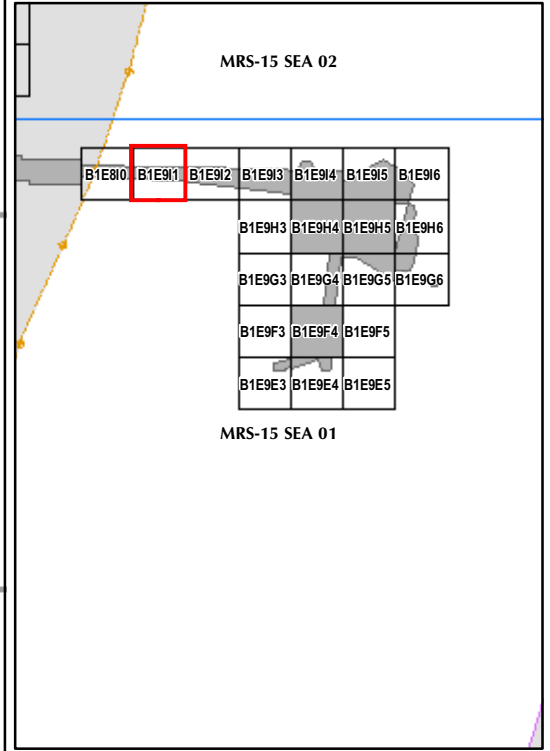 MRS-15 SEA 02
B1E8I0 B1E9I1 B1E9I2 B1E9I3 B1E9I4 B1E9I5 B1E9I6
B1E9H3 B1E9H4 B1E9H5 B1E9H6
B1E9G3 B1E9G4 B1E9G5 B1E9G6
B1E9F3 B1E9F4 B1E9F5
B1E9E3 B1E9E4 B1E9E5
MRS-15 SEA 01